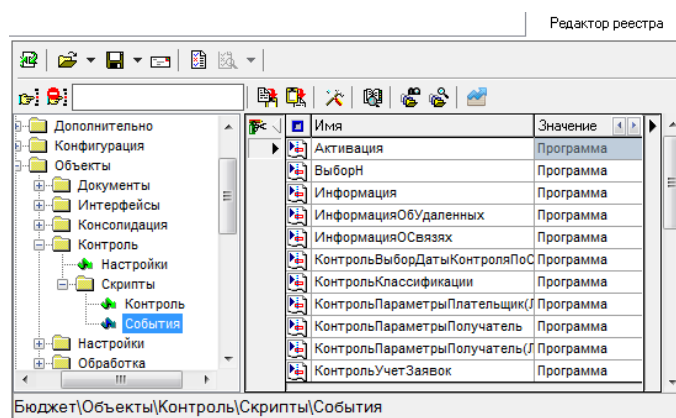 Редактор реестра
Дополнительно
Конфигурация
Объекты
Документы
Интерфейсы
Консолидация
Контроль
Настройки
Скрипты
Контроль
События
Настройки
Обработка
Имя Значение
Активация Программа
ВыборН Программа
Информация Программа
ИнформацияОбУдаленных Программа
ИнформацияОСвязях Программа
КонтрольВыборДатыКонтроляПоС Программа
КонтрольКлассификации Программа
КонтрольПараметрыПлательщик(Л Программа
КонтрольПараметрыПолучатель Программа
КонтрольПараметрыПолучатель(Л Программа
КонтрольУчетЗаявок Программа
Бюджет\Объекты\Контроль\Скрипты\События